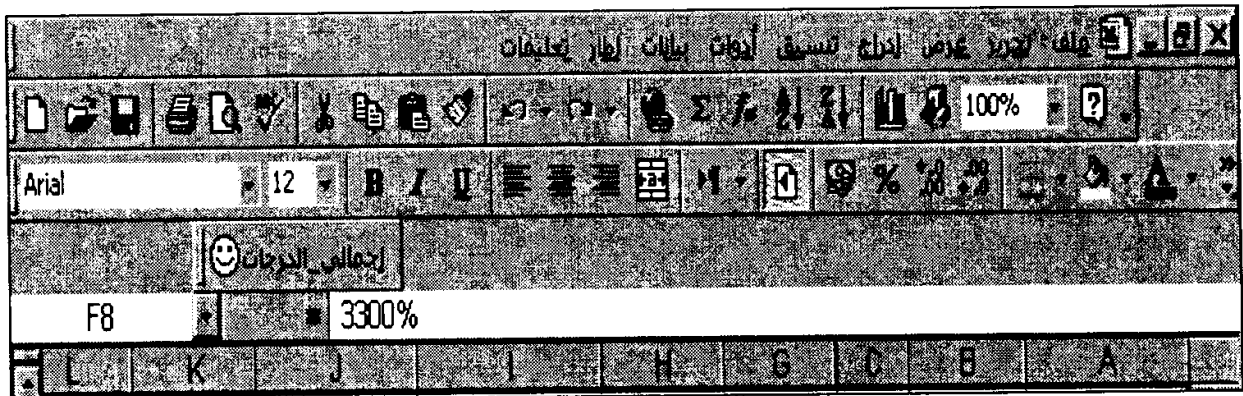 ملف تحرير عرض إدراج تنسيق أدوات بيانات إطار تعليمات
100%
Arial 12 B I U % 
إجمالي_الدرجات
F8 = 3300%
L K J I H G C B A